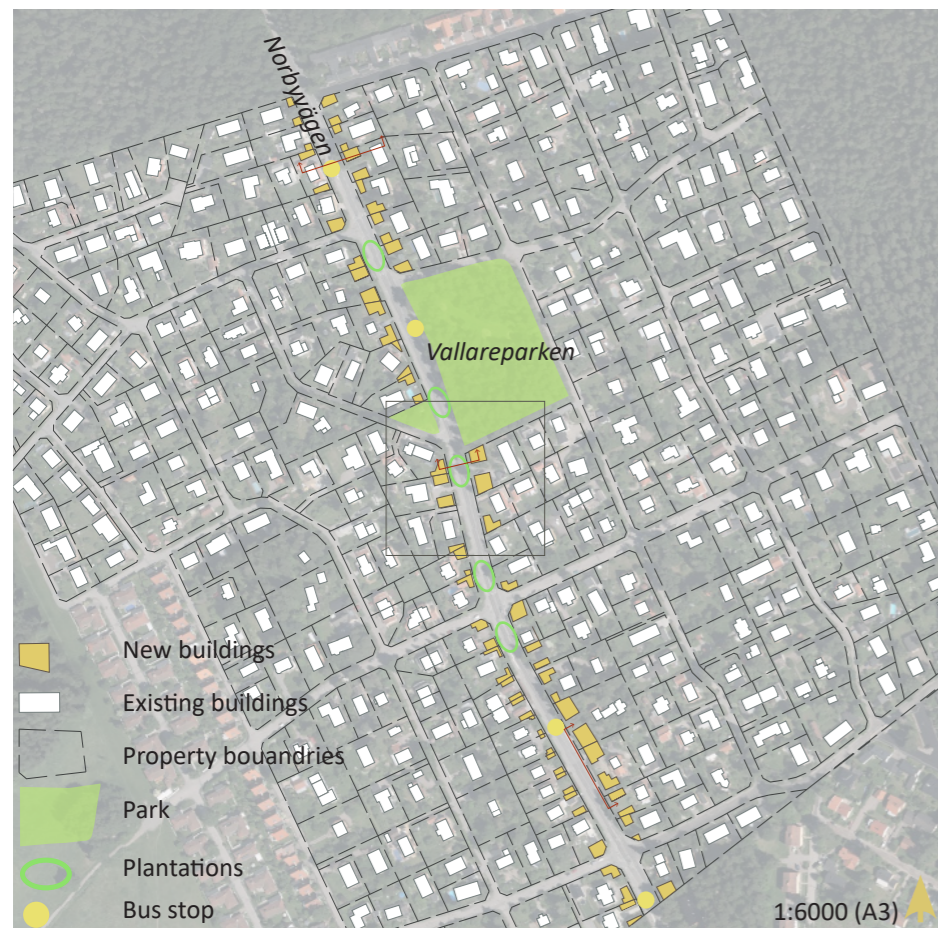 Norbyvägen
Vallareparken
New buildings
Existing buildings
Property bouandries
Park
Plantations
Bus stop
1:6000 (A3)